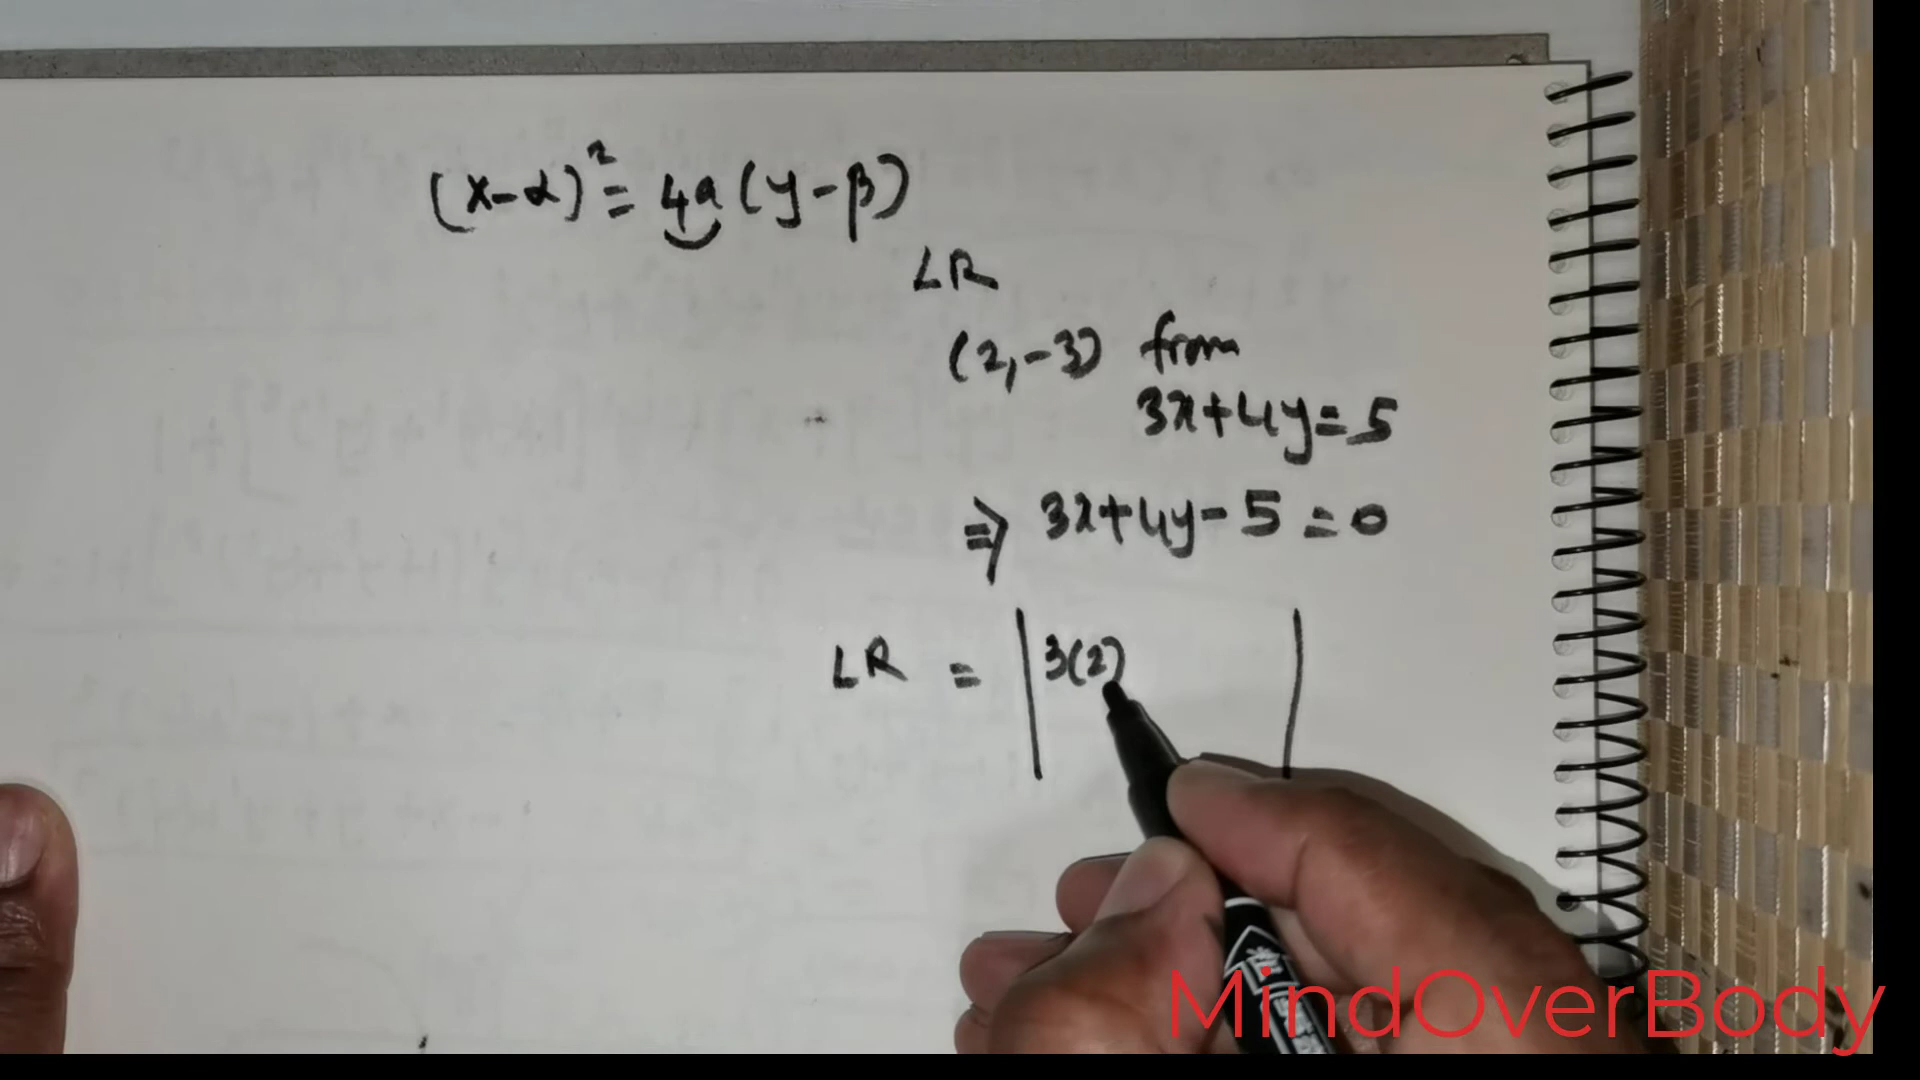 (x-α)² = 4a(y-β)
LR
(2,-3) from
3x+4y=5
⇒ 3x+4y-5=0
LR = |3(2) |
MindOverBody